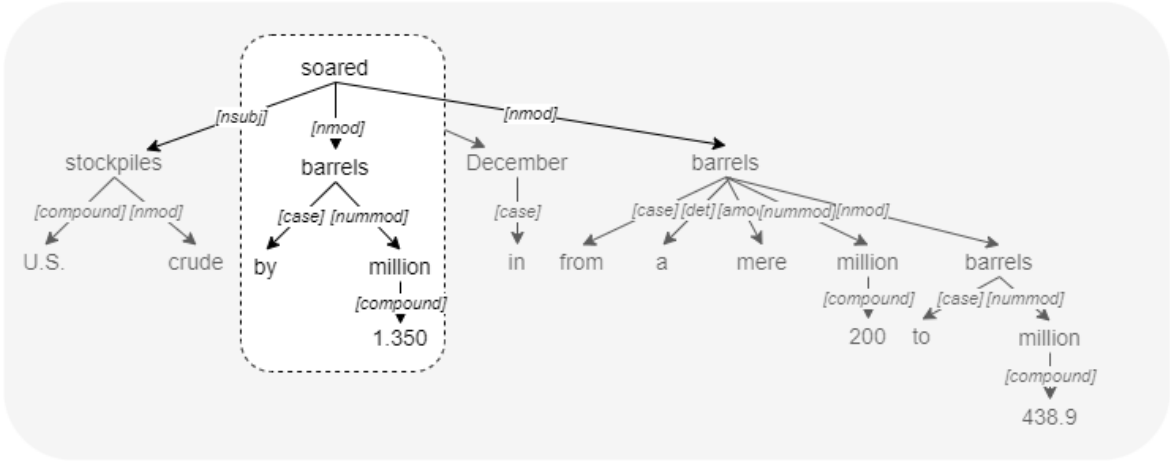 soared
[nsubj] [nmod] [nmod]
stockpiles barrels December barrels
[compound] [nmod] [case] [nummod] [case] [case] [det] [amo [nummod] [nmod]
U.S. crude by million in from a mere million barrels
[compound] [compound] [case] [nummod]
1.350 200 to million
[compound]
438.9